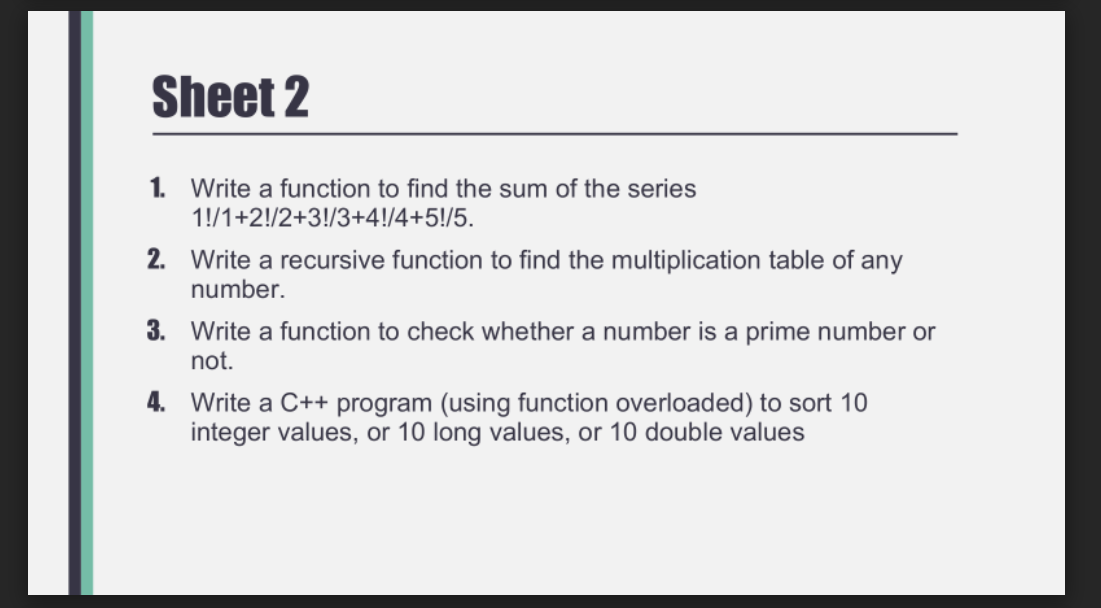 Sheet 2
1. Write a function to find the sum of the series
1!/1+2!/2+3!/3+4!/4+5!/5.
2. Write a recursive function to find the multiplication table of any
number.
3. Write a function to check whether a number is a prime number or
not.
4. Write a C++ program (using function overloaded) to sort 10
integer values, or 10 long values, or 10 double values